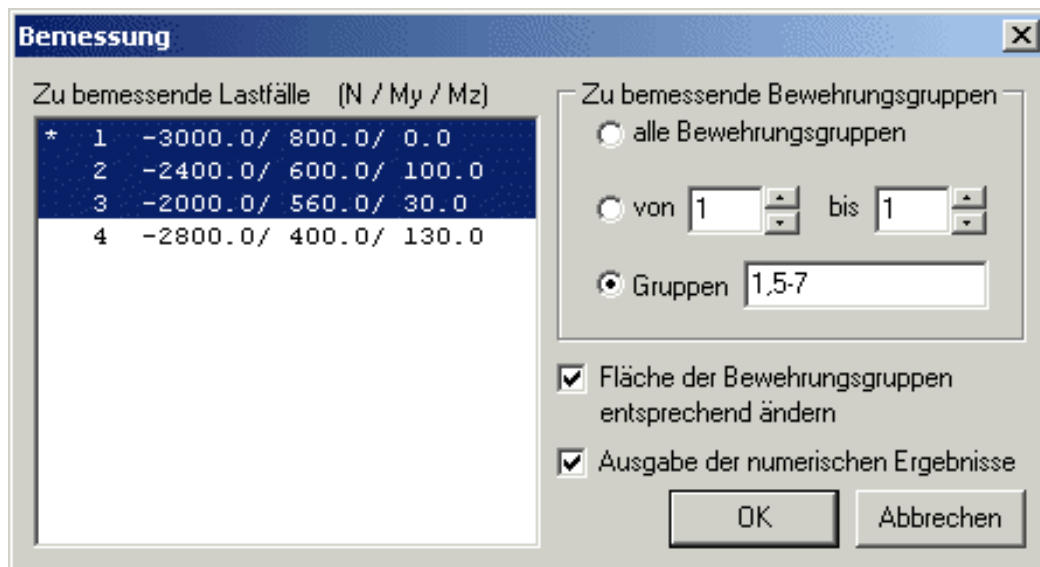 Bemessung
Zu bemessende Lastfälle (N / My / Mz)
* 1 -3000.0/ 800.0/ 0.0
2 -2400.0/ 600.0/ 100.0
3 -2000.0/ 560.0/ 30.0
4 -2800.0/ 400.0/ 130.0
Zu bemessende Bewehrungsgruppen
alle Bewehrungsgruppen
von 1 bis 1
Gruppen 1,5-7
Fläche der Bewehrungsgruppen
entsprechend ändern
Ausgabe der numerischen Ergebnisse
OK Abbrechen